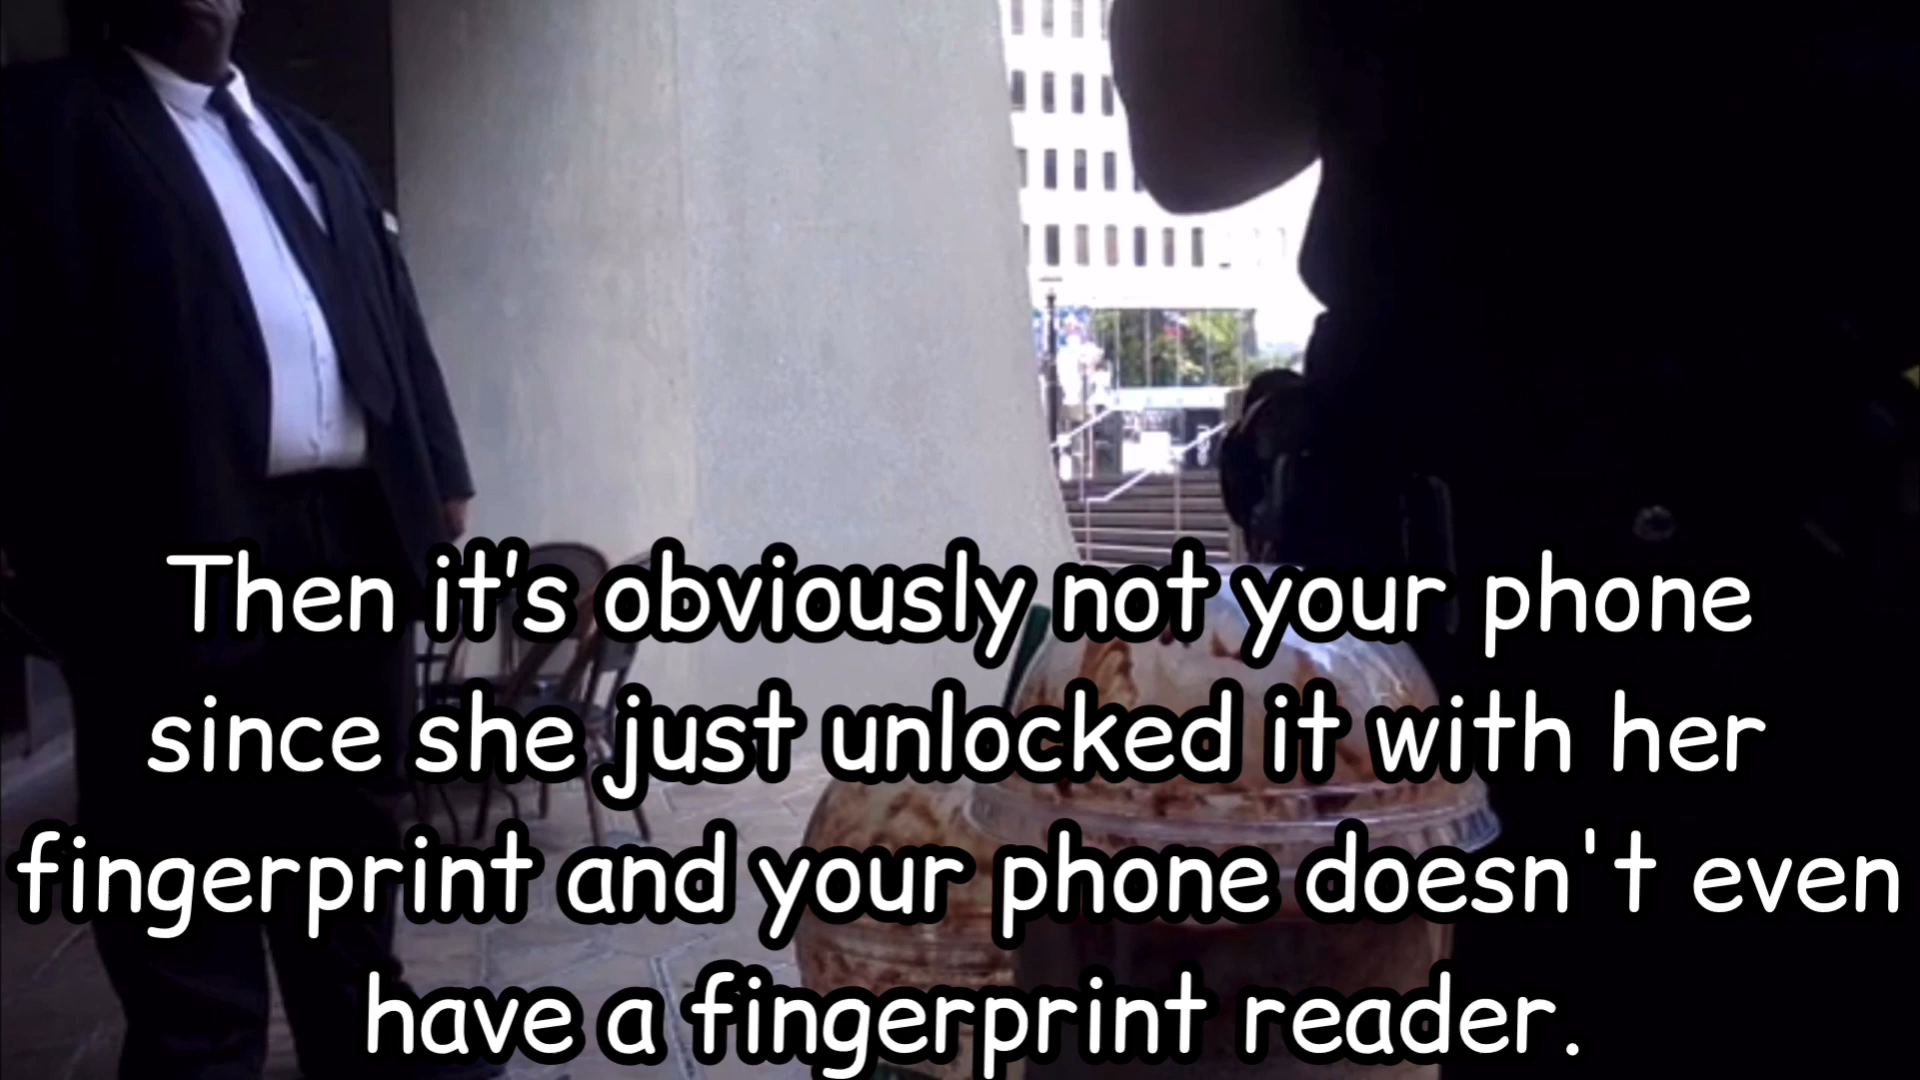 Then it's obviously not your phone
since she just unlocked it with her
fingerprint and your phone doesn't even
have a fingerprint reader.